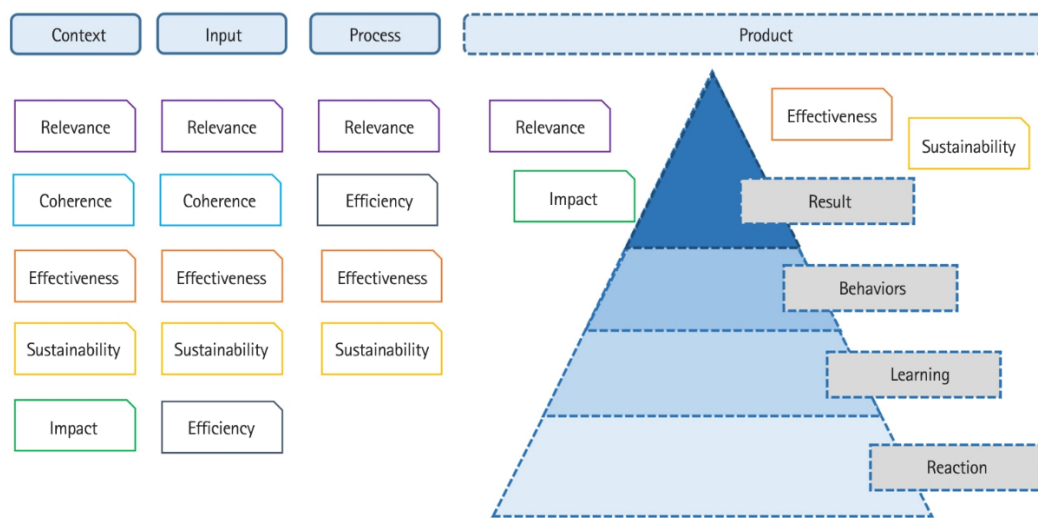 Context
Input
Process
Product
Relevance
Relevance
Relevance
Relevance
Effectiveness
Sustainability
Coherence
Coherence
Efficiency
Impact
Result
Effectiveness
Effectiveness
Effectiveness
Behaviors
Sustainability
Sustainability
Sustainability
Learning
Impact
Efficiency
Reaction